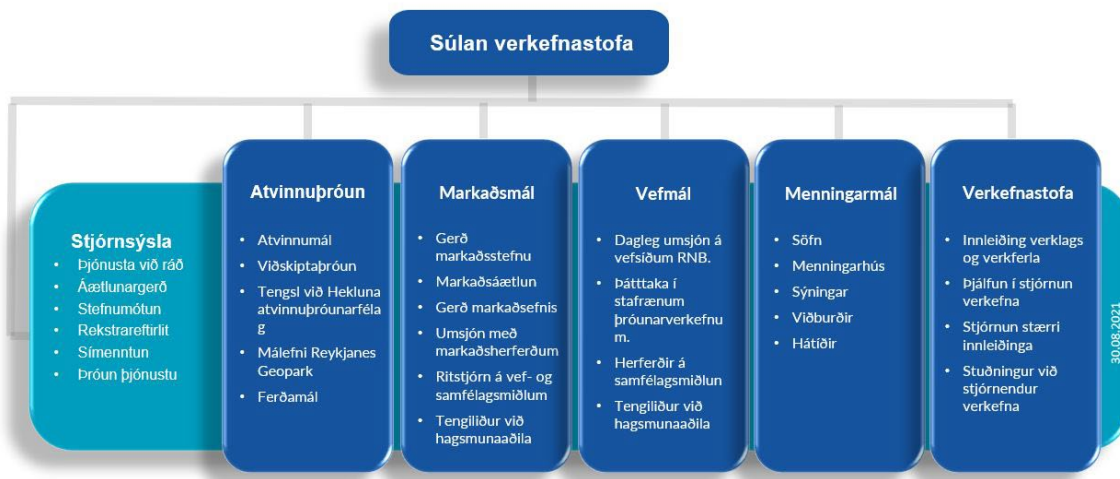 Súlan verkefnastofa
Stjórnsýsla
• Þjónusta við ráð
• Áætlunargerð
• Stefnumótun
• Rekstrareftirlit
• Símenntun
• Þróun þjónustu
Atvinnuþróun
• Atvinnumál
• Viðskiptaþróun
• Tengsl við Hekluna
atvinnuþróunarféla
g
• Málefni Reykjanes
Geopark
• Ferðamál
Markaðsmál
• Gerð
markaðsstefnu
• Markaðsáætlun
• Gerð markaðsefnis
• Umsjón með
markaðsherferðum
• Ritstjórn á vef- og
samfélagsmiðlum
• Tengiliður við
hagsmunaaðila
Vefmál
• Dagleg umsjón á
vefsíðum RNB.
• Þátttaka í
stafrænum
þróunarverkefnu
m.
• Herferðir á
samfélagsmiðlun
• Tengiliður við
hagsmunaaðila
Menningarmál
• Söfn
• Menningarhús
• Sýningar
• Viðburðir
• Hátíðir
Verkefnastofa
• Innleiðing verklags
og verkferla
• Þjálfun í stjórnun
verkefna
• Stjórnun stærri
innleiðinga
• Stuðningur við
stjórnendur
verkefna
30.08.2021